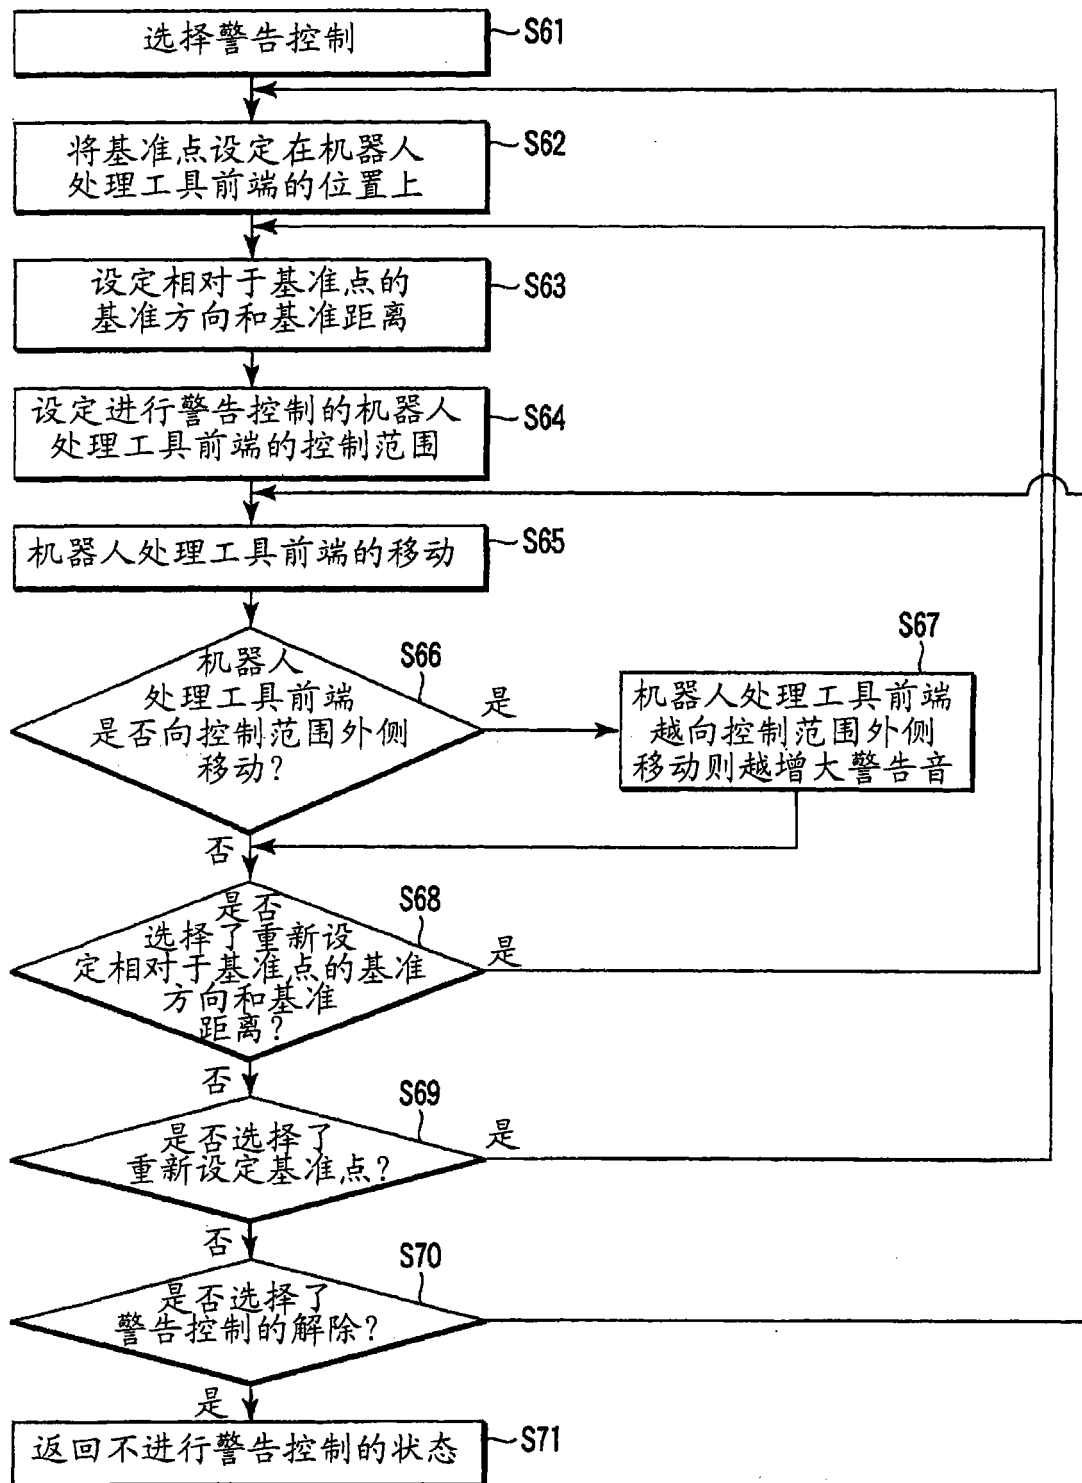 选择警告控制
S61
将基准点设定在机器人
处理工具前端的位置上
S62
设定相对于基准点的
基准方向和基准距离
S63
设定进行警告控制的机器人
处理工具前端的控制范围
S64
机器人处理工具前端的移动
S65
机器人
处理工具前端
是否向控制范围外侧
移动?
S66
是
S67
机器人处理工具前端
越向控制范围外侧
移动则越增大警告音
否
是否
选择了重新设
定相对于基准点的基准
方向和基准
距离?
S68
是
否
是否选择了
重新设定基准点?
S69
是
否
是否选择了
警告控制的解除?
S70
是
返回不进行警告控制的状态
S71